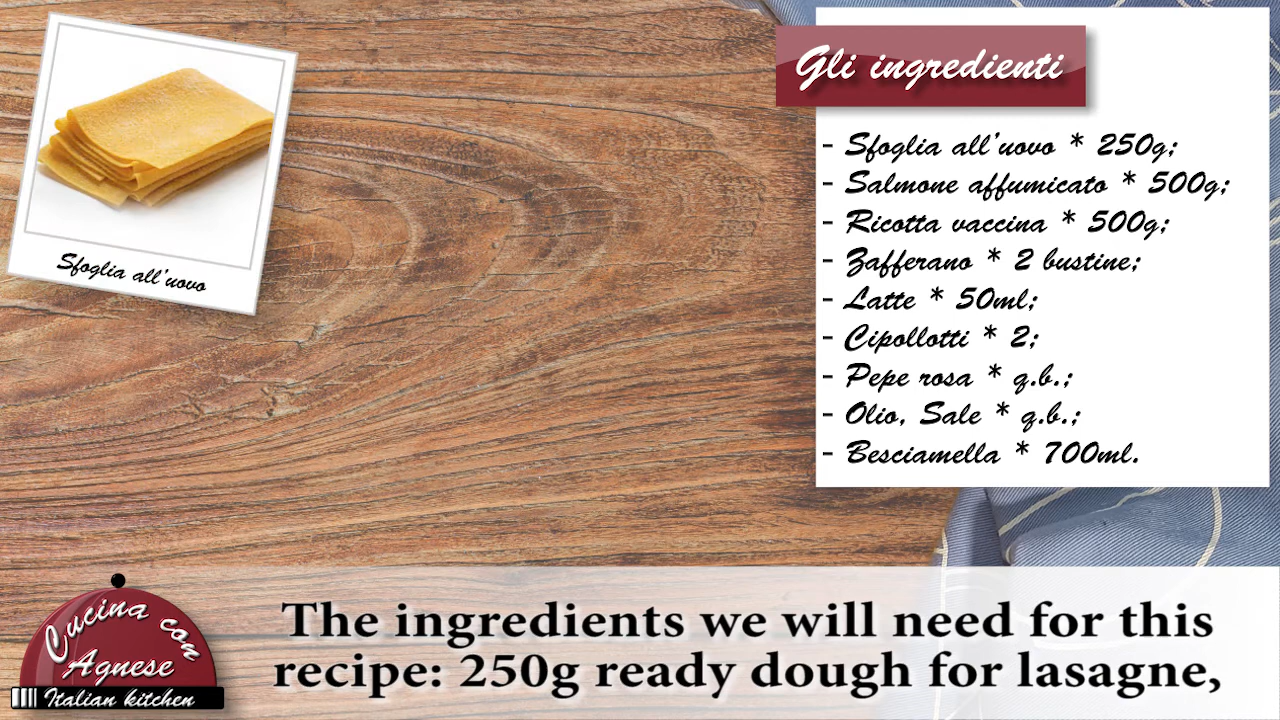 Gli ingredienti
- Sfoglia all'uovo * 250g;
- Salmone affumicato * 500g;
- Ricotta vaccina * 500g;
- Zafferano * 2 bustine;
- Latte * 50ml;
- Cipollotti * 2;
- Pepe rosa * q.b.;
- Olio, Sale * q.b.;
- Besciamella * 700ml.
Sfoglia all'uovo
Cucina con
Agnese
Italian kitchen
The ingredients we will need for this
recipe: 250g ready dough for lasagne,